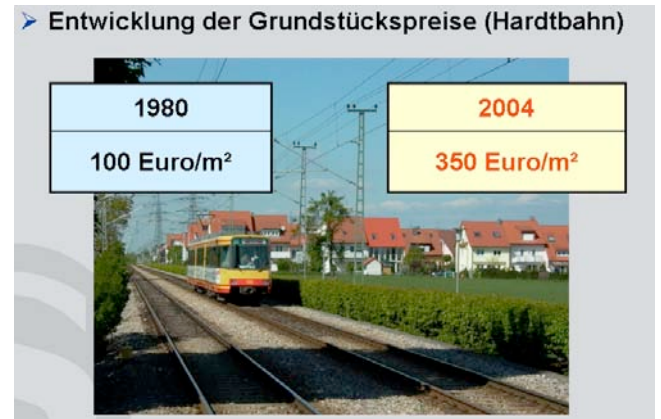 ➢ Entwicklung der Grundstückspreise (Hardtbahn)
1980
100 Euro/m²
2004
350 Euro/m²